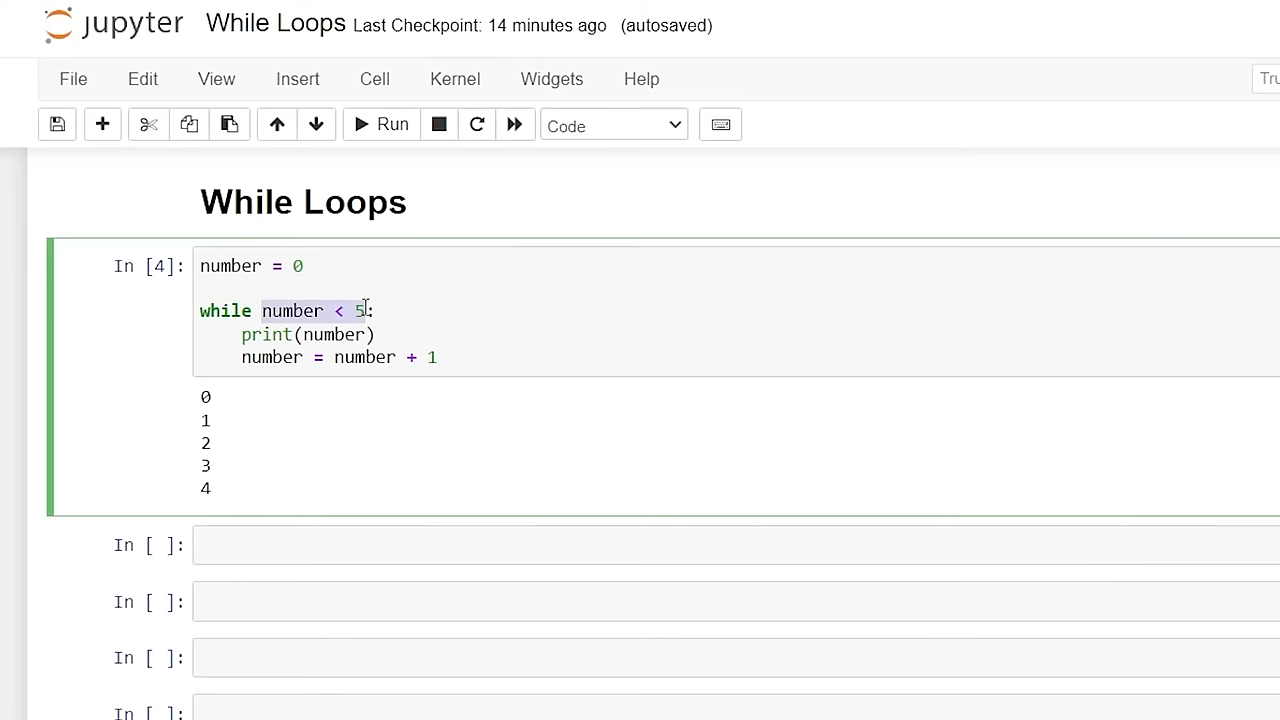 jupyter While Loops Last Checkpoint: 14 minutes ago (autosaved)
File Edit View Insert Cell Kernel Widgets Help
Run Code
While Loops
In [4]: number = 0
while number < 5:
print(number)
number = number + 1
0
1
2
3
4
In [ ]:
In [ ]:
In [ ]:
In [ ]: